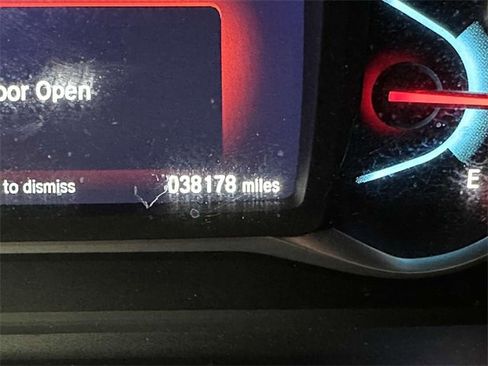 oor Open
to dismiss
038178 miles
E